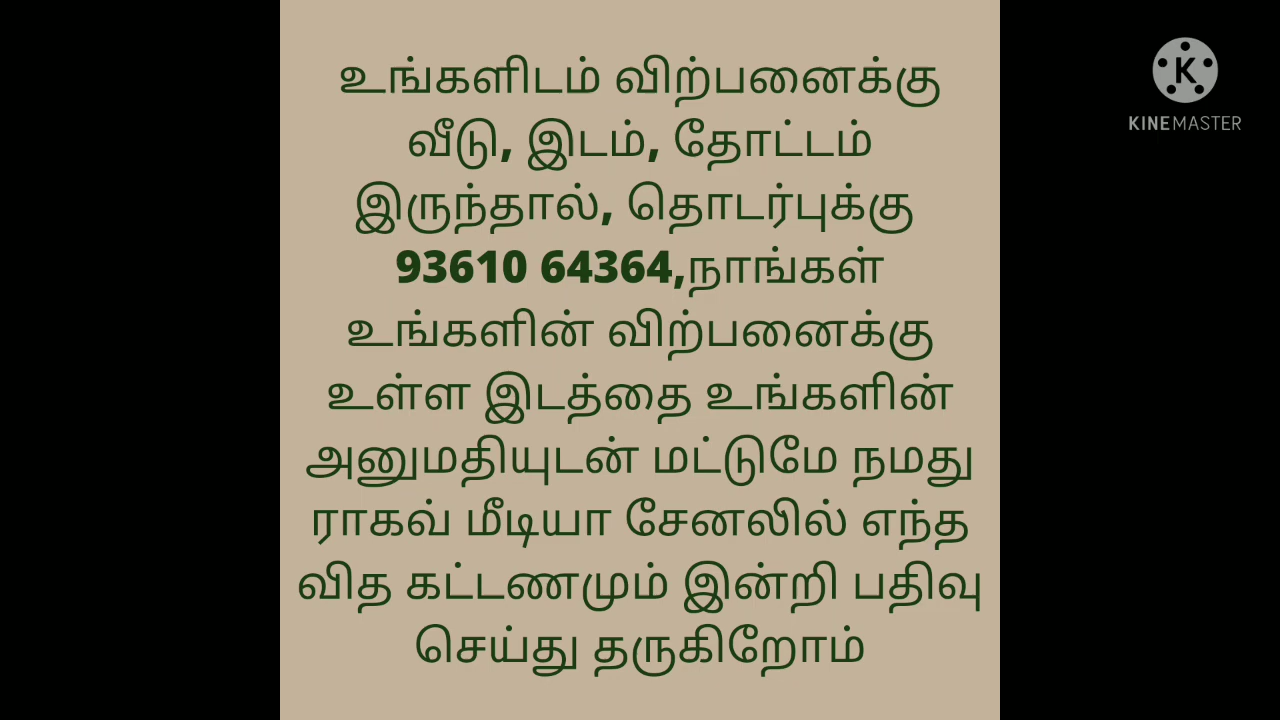 உங்களிடம் விற்பனைக்கு
வீடு, இடம், தோட்டம்
இருந்தால், தொடர்புக்கு
93610 64364,நாங்கள்
உங்களின் விற்பனைக்கு
உள்ள இடத்தை உங்களின்
அனுமதியுடன் மட்டுமே நமது
ராகவ் மீடியா சேனலில் எந்த
வித கட்டணமும் இன்றி பதிவு
செய்து தருகிறோம்
K
KINEMASTER